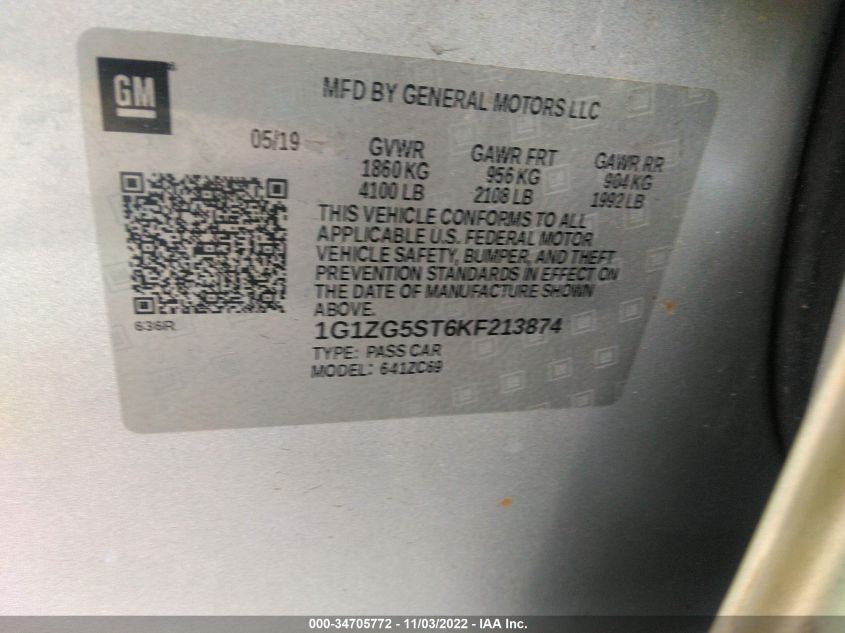 GM
MFD BY GENERAL MOTORS LLC
05/19
GVWR GAWR FRT GAWR RR
1860 KG 956 KG 904 KG
4100 LB 2108 LB 1992 LB
THIS VEHICLE CONFORMS TO ALL
APPLICABLE U.S. FEDERAL MOTOR
VEHICLE SAFETY, BUMPER, AND THEFT
PREVENTION STANDARDS IN EFFECT ON
THE DATE OF MANUFACTURE SHOWN
ABOVE.
636R
1G1ZG5ST6KF213874
TYPE: PASS CAR
MODEL: 641ZC69
000-34705772 - 11/03/2022 - IAA Inc.